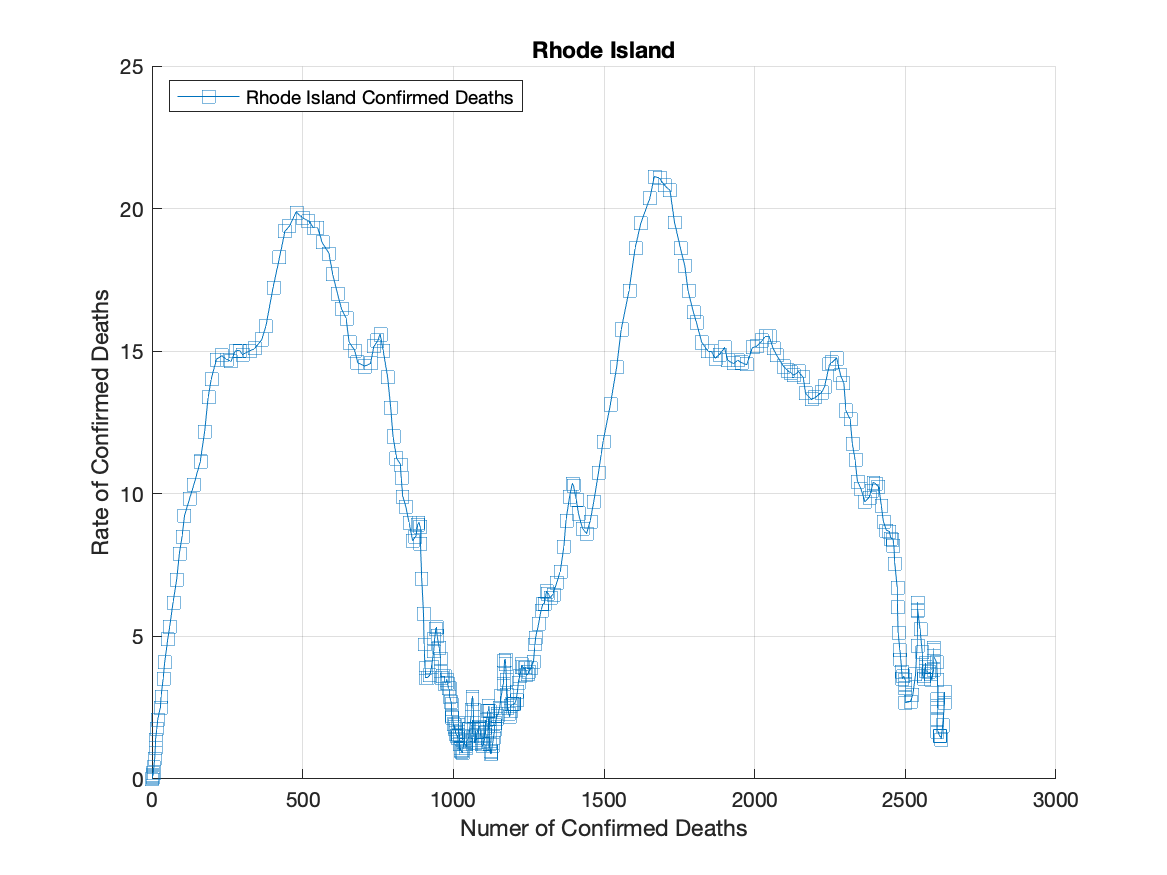 Rhode Island
Rhode Island Confirmed Deaths
Rate of Confirmed Deaths
25
20
15
10
5
0
0 500 1000 1500 2000 2500 3000
Numer of Confirmed Deaths